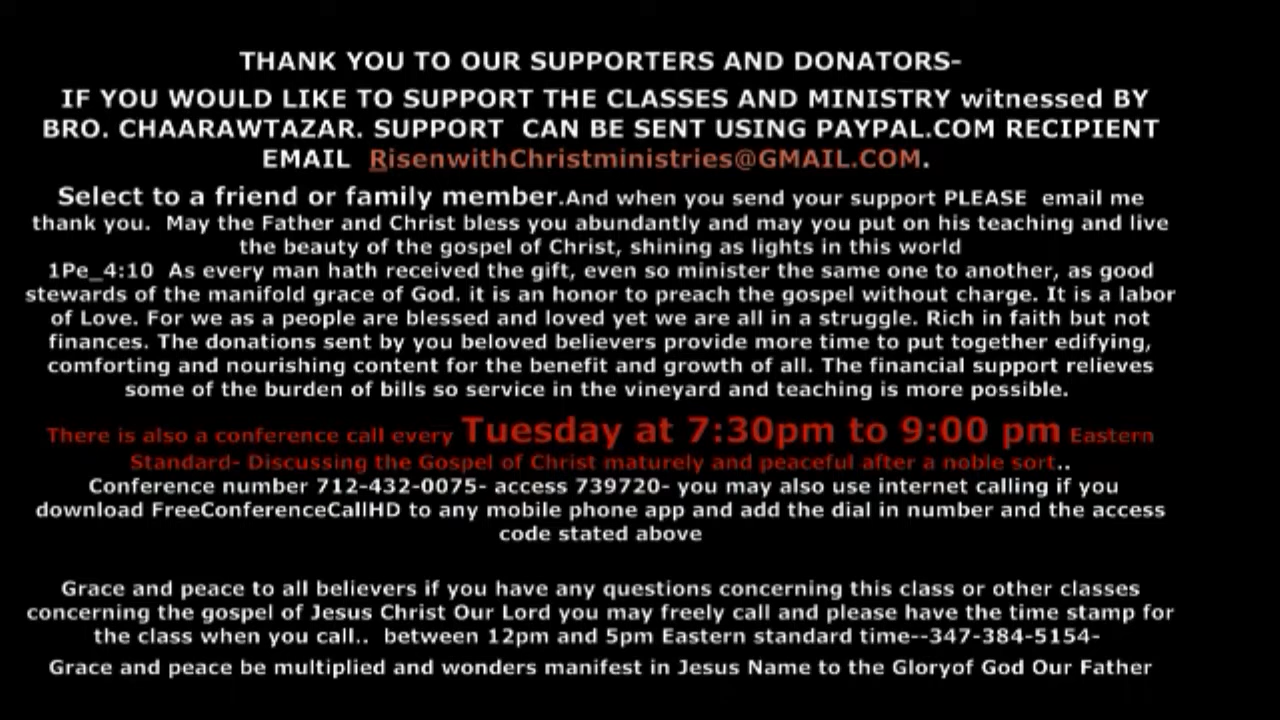 THANK YOU TO OUR SUPPORTERS AND DONATORS-
IF YOU WOULD LIKE TO SUPPORT THE CLASSES AND MINISTRY witnessed BY
BRO. CHAARAWTAZAR. SUPPORT CAN BE SENT USING PAYPAL.COM RECIPIENT
EMAIL RisenwithChristministries@GMAIL.COM.
Select to a friend or family member.And when you send your support PLEASE email me
thank you. May the Father and Christ bless you abundantly and may you put on his teaching and live
the beauty of the gospel of Christ, shining as lights in this world
1Pe_4:10 As every man hath received the gift, even so minister the same one to another, as good
stewards of the manifold grace of God. it is an honor to preach the gospel without charge. It is a labor
of Love. For we as a people are blessed and loved yet we are all in a struggle. Rich in faith but not
finances. The donations sent by you beloved believers provide more time to put together edifying,
comforting and nourishing content for the benefit and growth of all. The financial support relieves
some of the burden of bills so service in the vineyard and teaching is more possible.
There is also a conference call every Tuesday at 7:30pm to 9:00 pm Eastern
Standard- Discussing the Gospel of Christ maturely and peaceful after a noble sort..
Conference number 712-432-0075- access 739720- you may also use internet calling if you
download FreeConferenceCallHD to any mobile phone app and add the dial in number and the access
code stated above
Grace and peace to all believers if you have any questions concerning this class or other classes
concerning the gospel of Jesus Christ Our Lord you may freely call and please have the time stamp for
the class when you call.. between 12pm and 5pm Eastern standard time--347-384-5154-
Grace and peace be multiplied and wonders manifest in Jesus Name to the Gloryof God Our Father